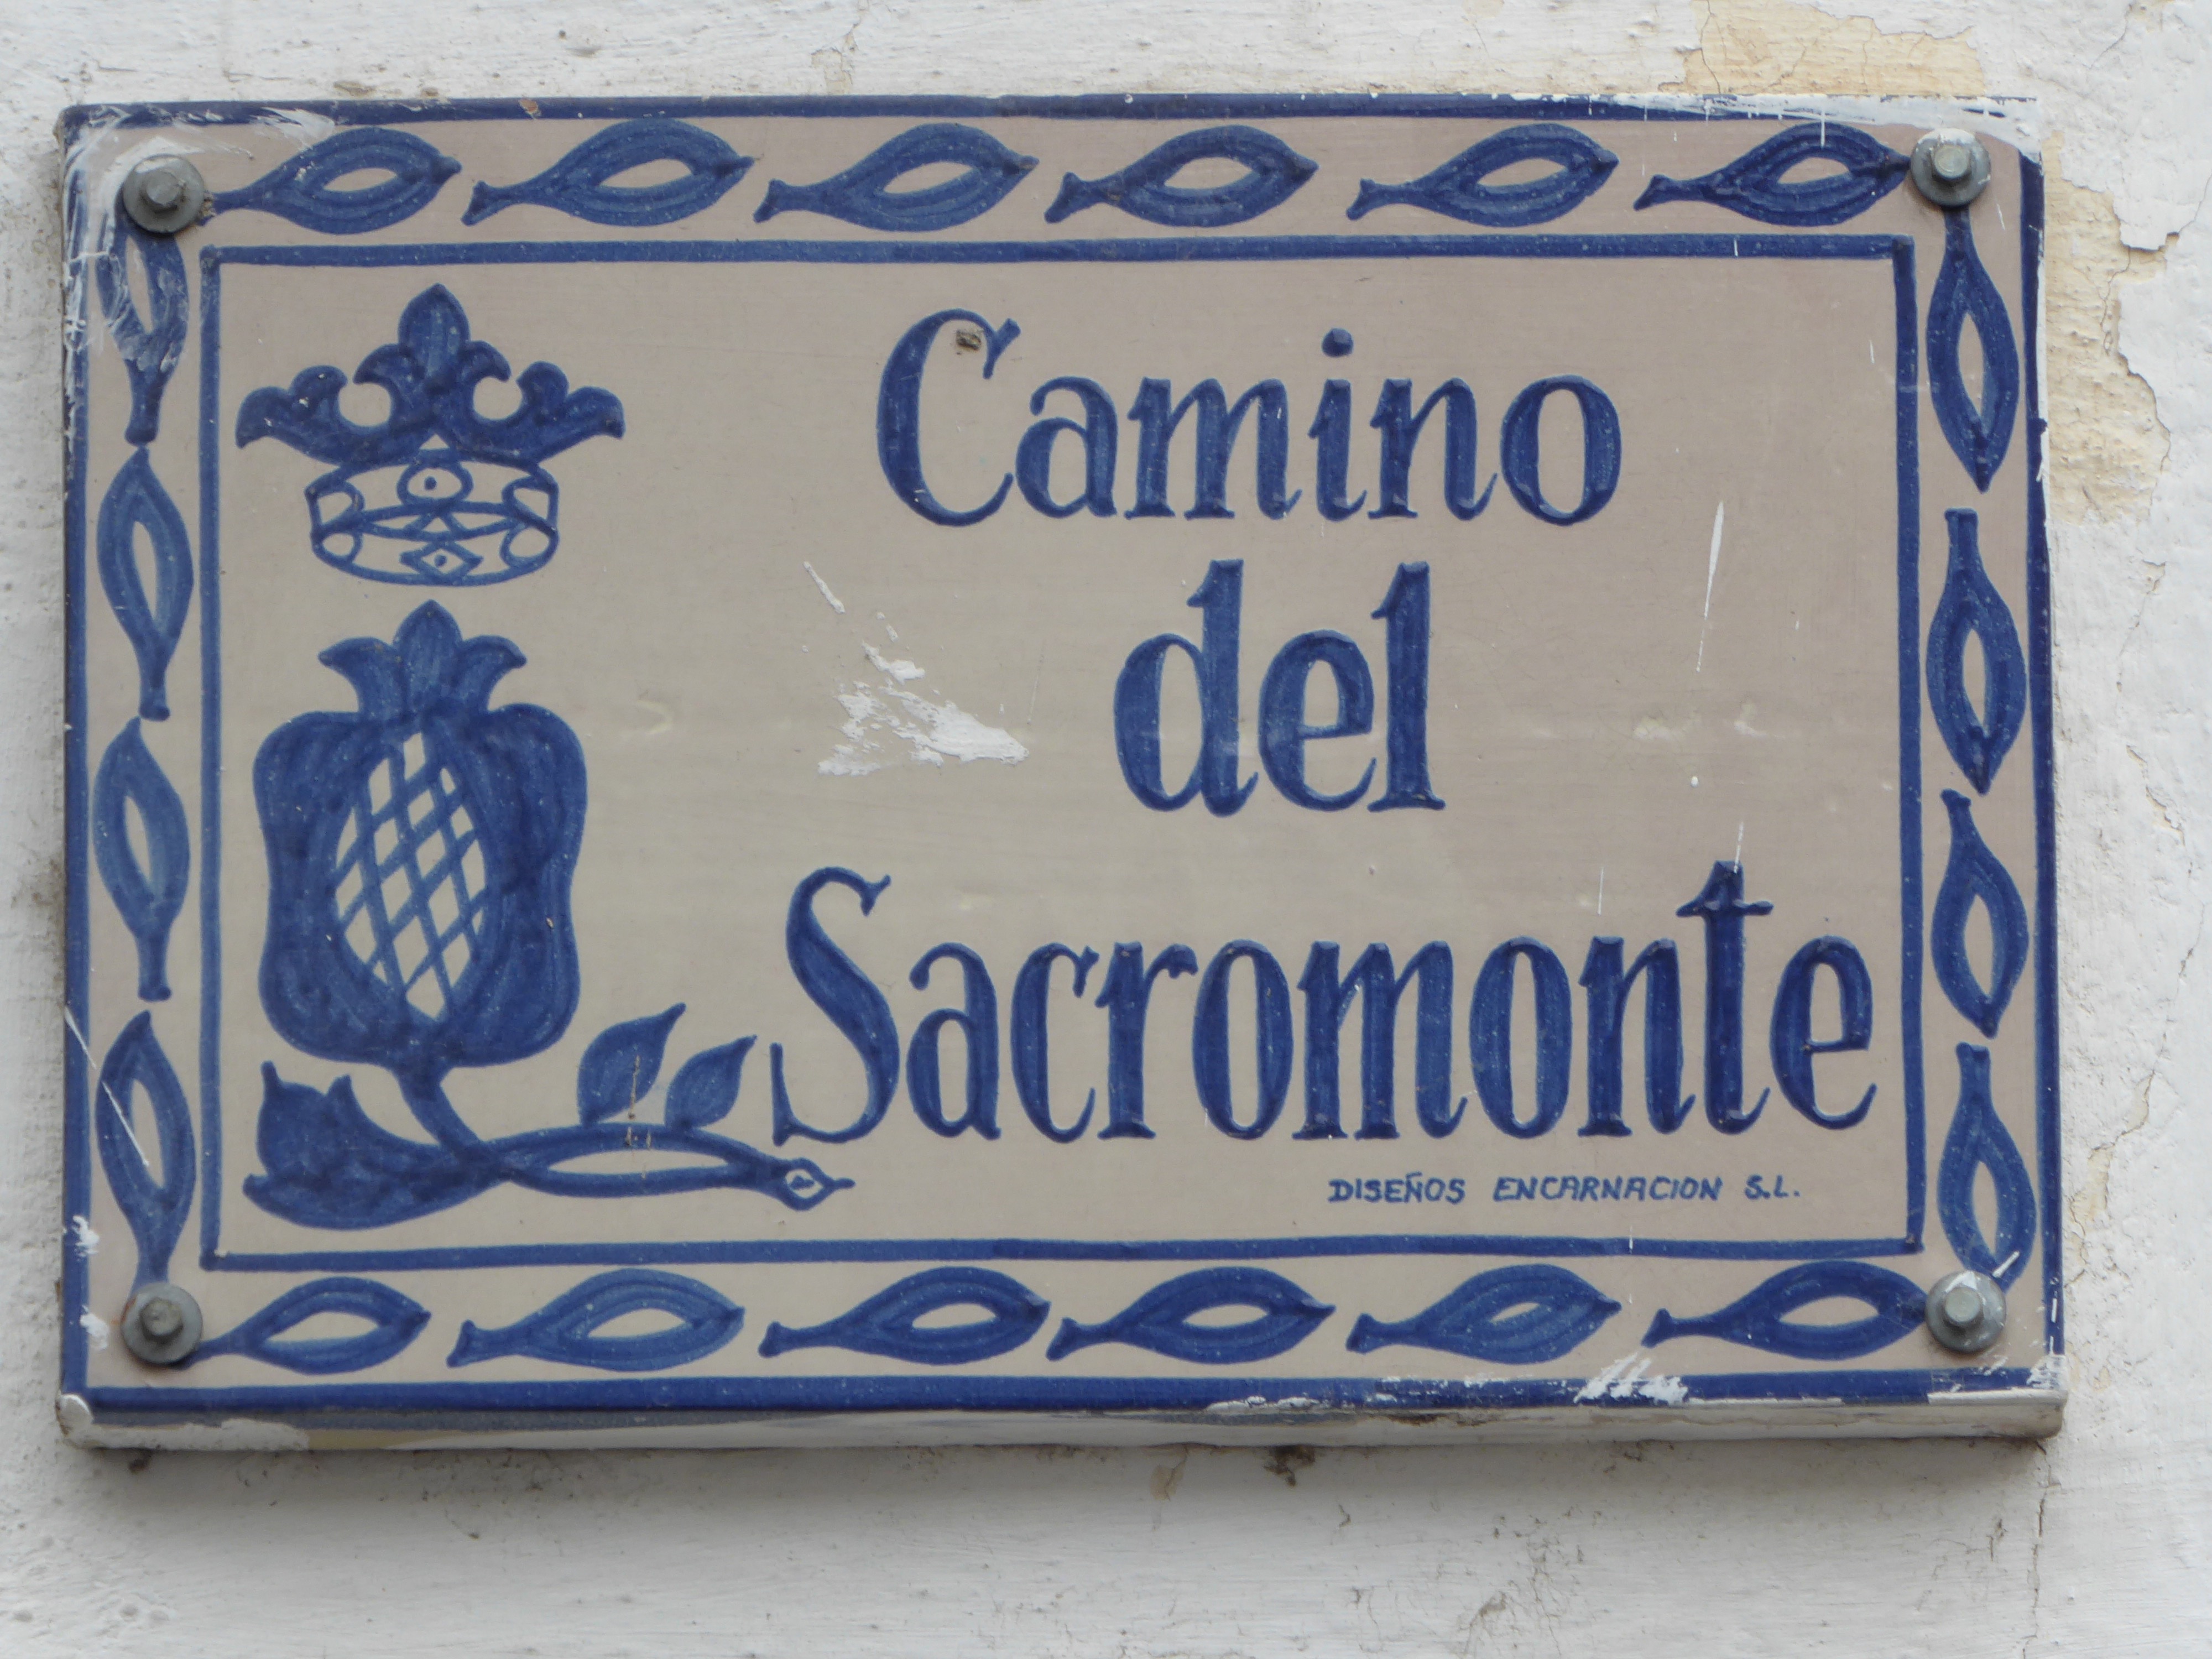 Camino
del
Sacromonte
DISEÑOS ENCARNACION S.L.